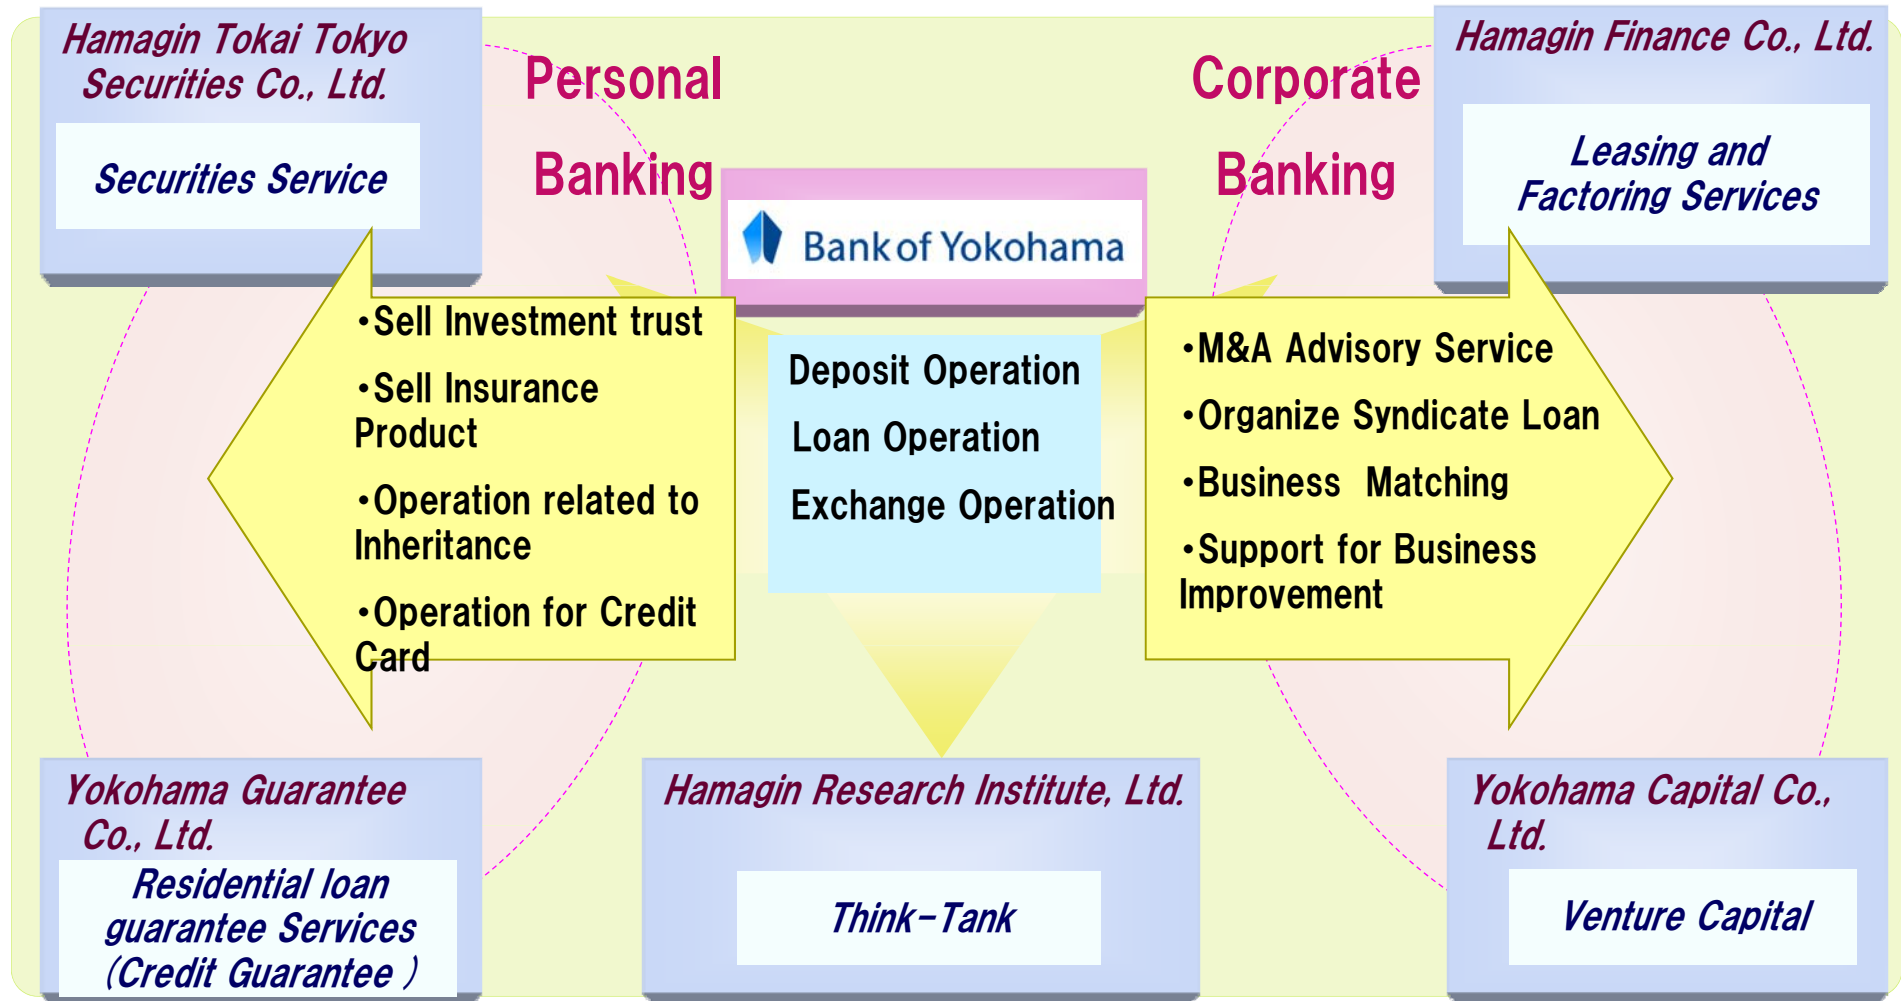 Hamagin Tokai Tokyo
Securities Co., Ltd.
Securities Service
Personal
Banking
Bank of Yokohama
Corporate
Banking
Hamagin Finance Co., Ltd.
Leasing and
Factoring Services
・Sell Investment trust
・Sell Insurance
Product
・Operation related to
Inheritance
・Operation for Credit
Card
Deposit Operation
Loan Operation
Exchange Operation
・M&A Advisory Service
・Organize Syndicate Loan
・Business Matching
・Support for Business
Improvement
Yokohama Guarantee
Co., Ltd.
Residential loan
guarantee Services
(Credit Guarantee )
Hamagin Research Institute, Ltd.
Think-Tank
Yokohama Capital Co.,
Ltd.
Venture Capital